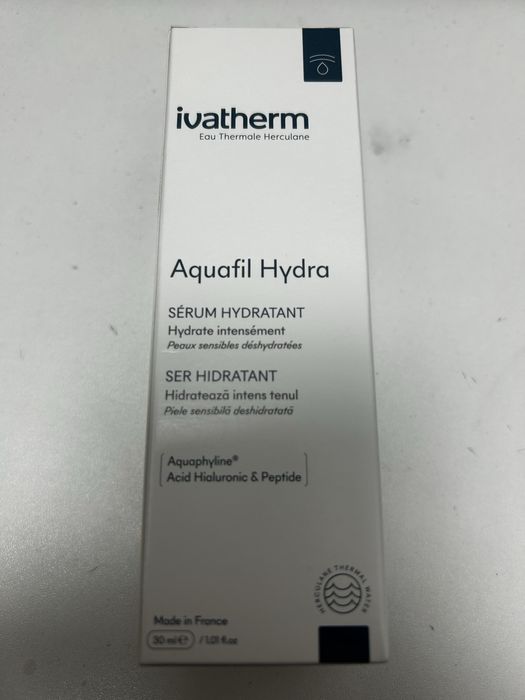 ivatherm
Eau Thermale Herculane
Aquafil Hydra
SÉRUM HYDRATANT
Hydrate intensément
Peaux sensibles déshydratées
SER HIDRATANT
Hidratează intens tenul
Piele sensibilă deshidratată
Aquaphyline®
Acid Hialuronic & Peptide
HERCULANE THERMAL WATER
Made in France
30 ml ℮ / 1.01 fl.oz